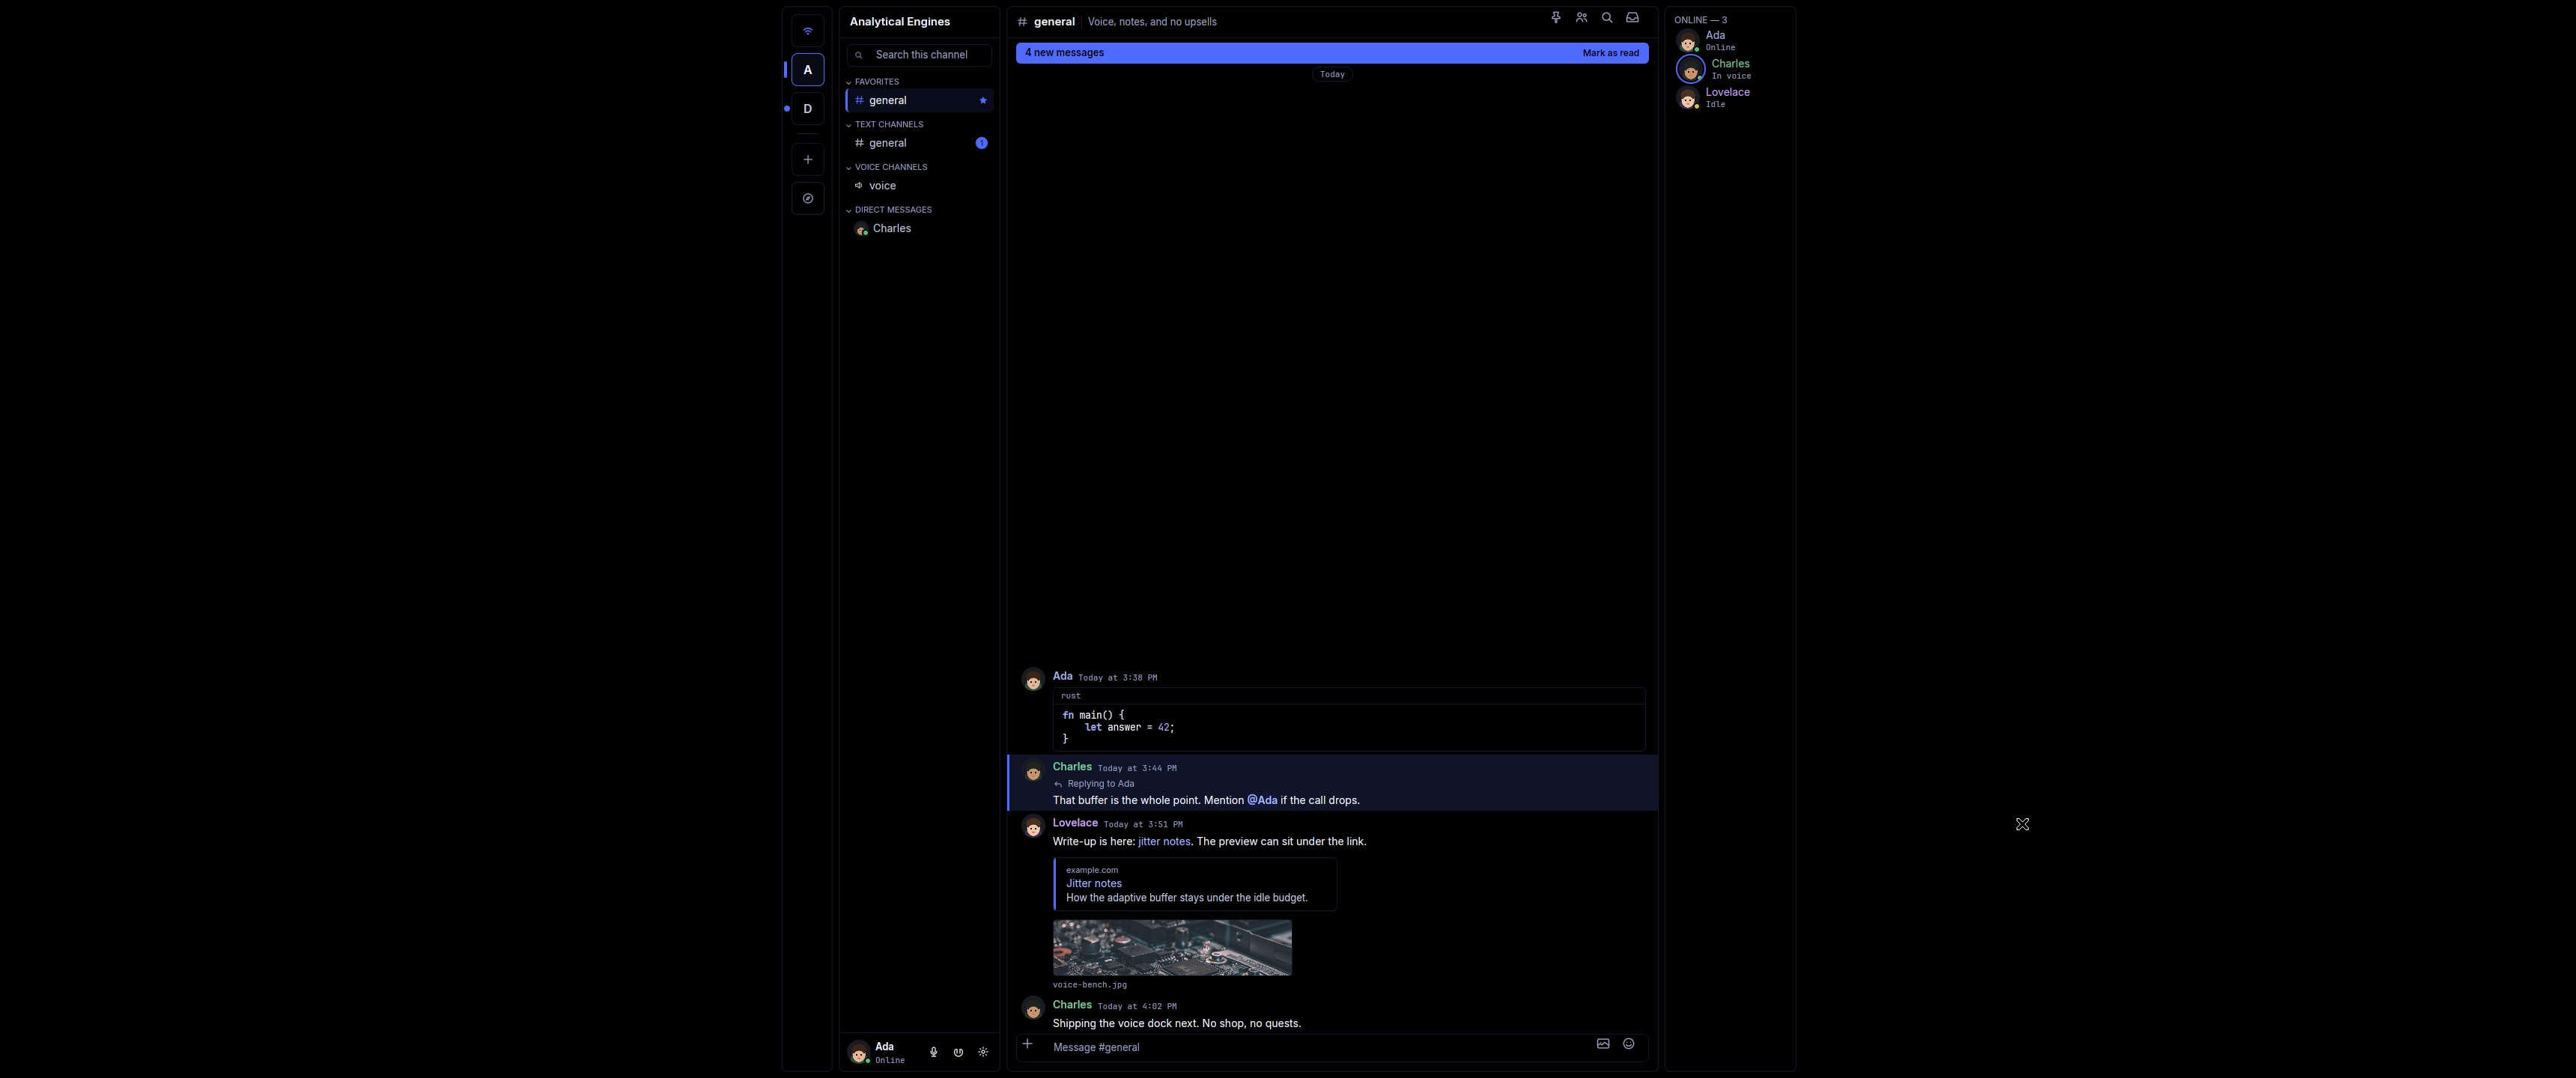 A
D
Analytical Engines
Search this channel
FAVORITES
general
TEXT CHANNELS
general
1
VOICE CHANNELS
voice
DIRECT MESSAGES
Charles
Ada
Online
# general
Voice, notes, and no upsells
4 new messages
Mark as read
Today
Ada Today at 3:38 PM
rust
fn main() {
    let answer = 42;
}
Charles Today at 3:44 PM
Replying to Ada
That buffer is the whole point. Mention @Ada if the call drops.
Lovelace Today at 3:51 PM
Write-up is here: jitter notes. The preview can sit under the link.
example.com
Jitter notes
How the adaptive buffer stays under the idle budget.
voice-bench.jpg
Charles Today at 4:02 PM
Shipping the voice dock next. No shop, no quests.
Message #general
ONLINE — 3
Ada
Online
Charles
In voice
Lovelace
Idle